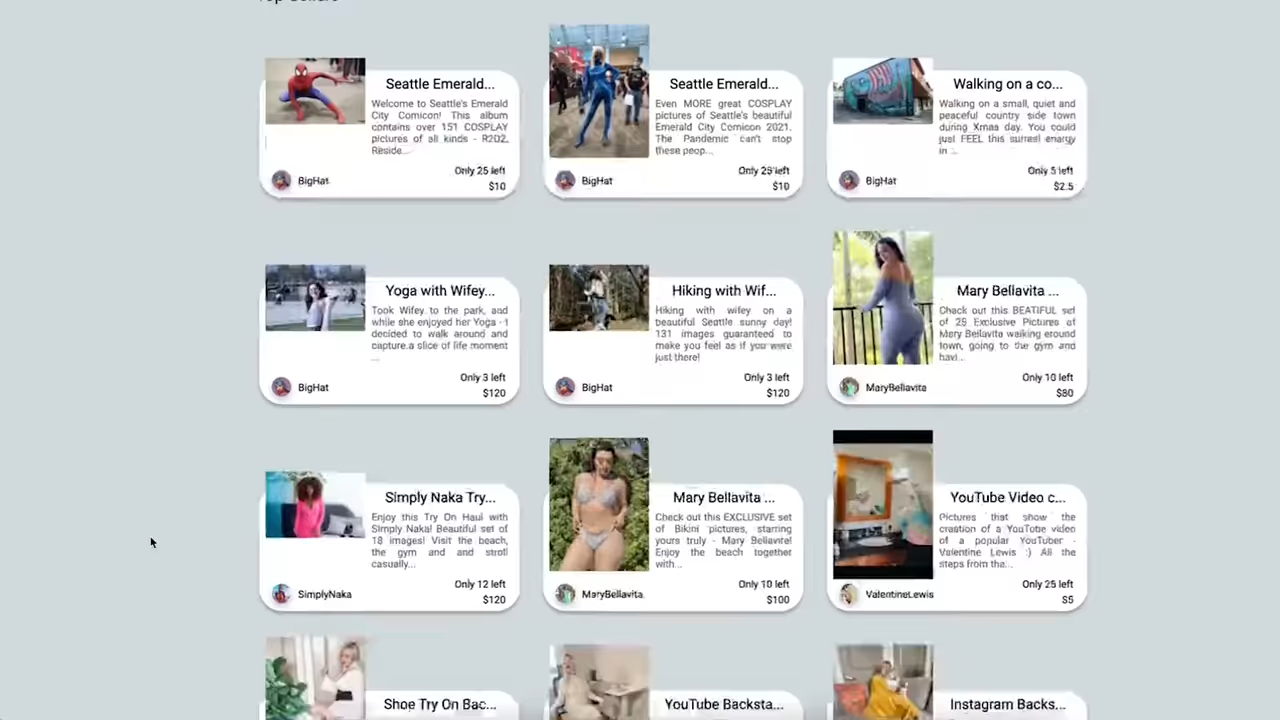 Top Sellers
Seattle Emerald...
Welcome to Seattle's Emerald
City Comicon! This album
contains over 151 COSPLAY
pictures of all kinds - R2D2,
Reside...
Only 25 left
BigHat
$10
Seattle Emerald...
Even MORE great COSPLAY
pictures of Seattle's beautiful
Emerald City Comicon 2021.
The Pandemic can't stop
these peop...
Only 29 left
BigHat
$10
Walking on a co...
Walking on a small, quiet and
peaceful country side town
during Xmas day. You could
just FEEL this surreal energy
in ...
Only 5 left
BigHat
$2.5
Yoga with Wifey...
Took Wifey to the park, and
while she enjoyed her Yoga - I
decided to walk around and
capture a slice of life moment
...
Only 3 left
BigHat
$120
Hiking with Wif...
Hiking with wifey on a
beautiful Seattle sunny day!
131 images guaranteed to
make you feel as if you were
just there!
Only 3 left
BigHat
$120
Mary Bellavita ...
Check out this BEATIFUL set
of 25 Exclusive Pictures of
Mary Bellavita walking around
town, going to the gym and
havi...
Only 10 left
MaryBellavita
$80
Simply Naka Try...
Enjoy this Try On Haul with
Simply Naka! Beautiful set of
18 images! Visit the beach,
the gym and and stroll
casually...
Only 12 left
SimplyNaka
$120
Mary Bellavita ...
Check out this EXCLUSIVE set
of Bikini pictures, starring
yours truly - Mary Bellavita!
Enjoy the beach together
with...
Only 10 left
MaryBellavita
$100
YouTube Video c...
Pictures that show the
creation of a YouTube video
of a popular YouTuber -
Valentine Lewis :) All the
steps from the...
Only 25 left
ValentineLewis
$5
Shoe Try On Bac...
YouTube Backsta...
Instagram Backs...